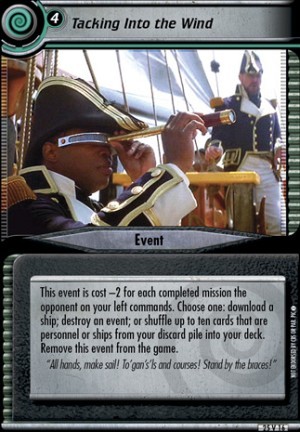 4
Tacking Into the Wind
Event
This event is cost –2 for each completed mission the
opponent on your left commands. Choose one: download a
ship; destroy an event; or shuffle up to ten cards that are
personnel or ships from your discard pile into your deck.
Remove this event from the game.
"All hands, make sail! To'gan's'ls and courses! Stand by the braces!"
25 V 14